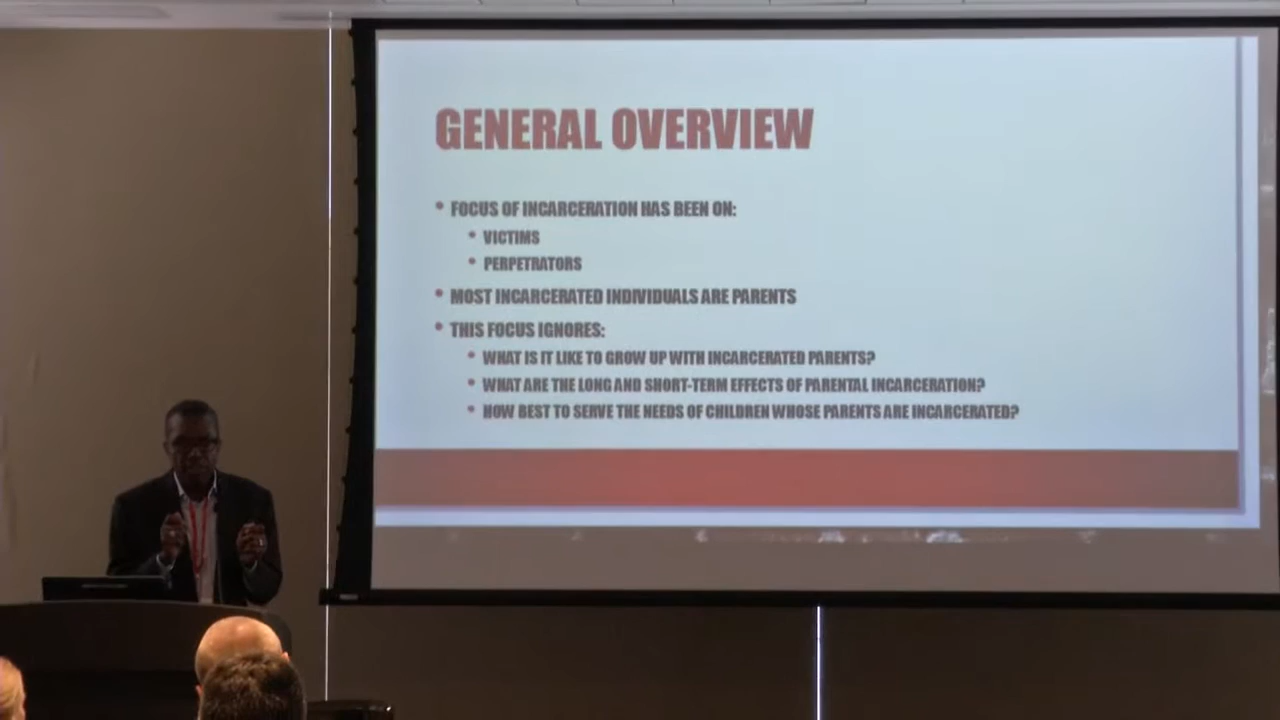 GENERAL OVERVIEW
• FOCUS OF INCARCERATION HAS BEEN ON:
• VICTIMS
• PERPETRATORS
• MOST INCARCERATED INDIVIDUALS ARE PARENTS
• THIS FOCUS IGNORES:
• WHAT IS IT LIKE TO GROW UP WITH INCARCERATED PARENTS?
• WHAT ARE THE LONG AND SHORT-TERM EFFECTS OF PARENTAL INCARCERATION?
• HOW BEST TO SERVE THE NEEDS OF CHILDREN WHOSE PARENTS ARE INCARCERATED?